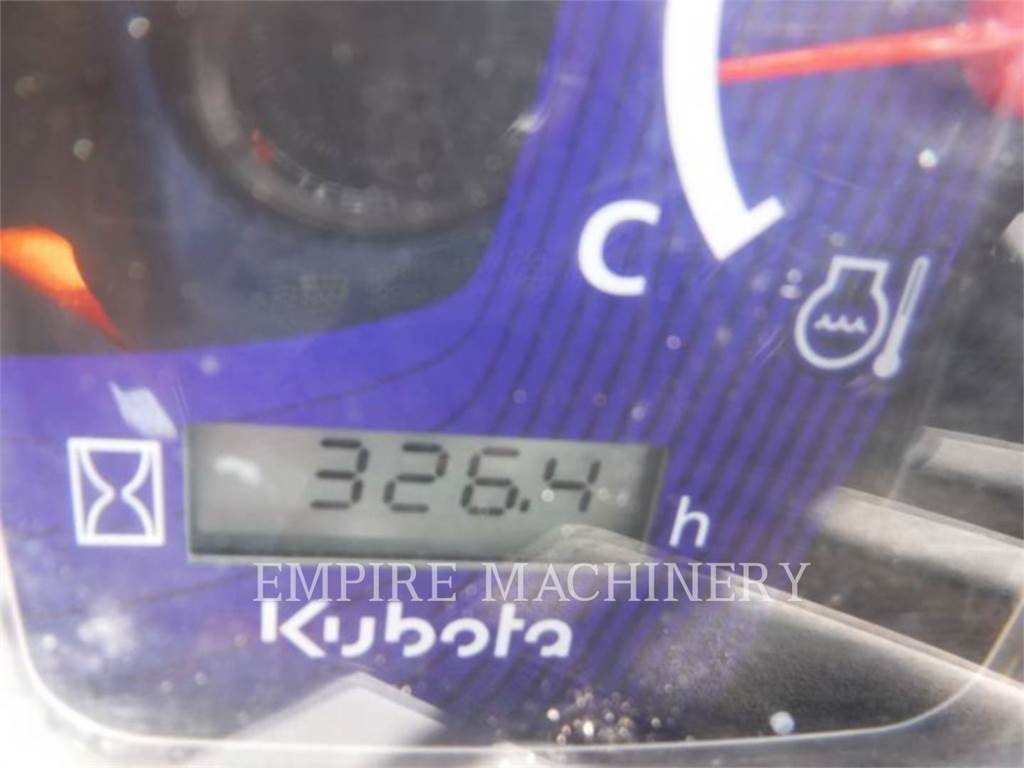 C
326.4 h
EMPIRE MACHINERY
Kubota